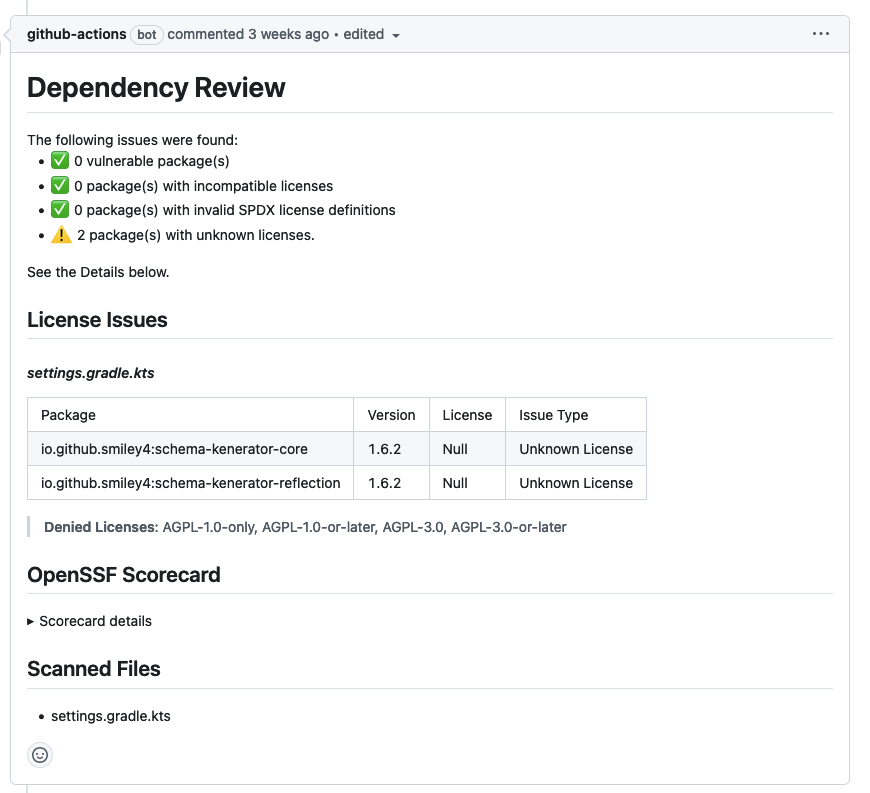 github-actions bot commented 3 weeks ago • edited
Dependency Review
The following issues were found:
• ✅ 0 vulnerable package(s)
• ✅ 0 package(s) with incompatible licenses
• ✅ 0 package(s) with invalid SPDX license definitions
• ⚠️ 2 package(s) with unknown licenses.
See the Details below.
License Issues
settings.gradle.kts
Package Version License Issue Type
io.github.smiley4:schema-kenerator-core 1.6.2 Null Unknown License
io.github.smiley4:schema-kenerator-reflection 1.6.2 Null Unknown License
Denied Licenses: AGPL-1.0-only, AGPL-1.0-or-later, AGPL-3.0, AGPL-3.0-or-later
OpenSSF Scorecard
Scorecard details
Scanned Files
• settings.gradle.kts